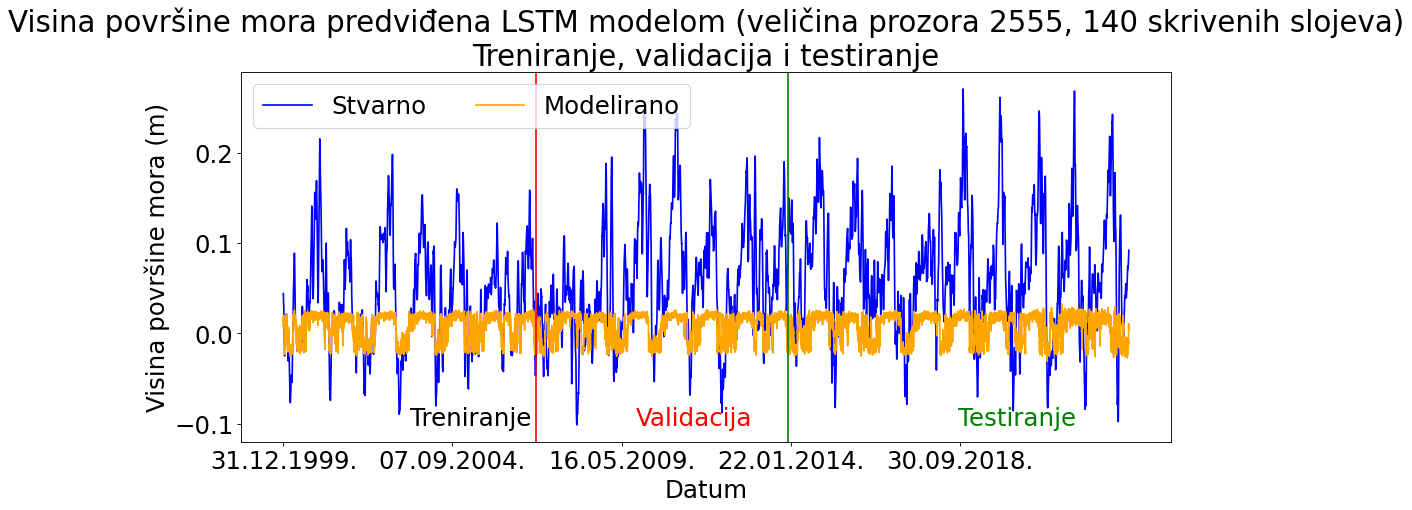 Visina površine mora predviđena LSTM modelom (veličina prozora 2555, 140 skrivenih slojeva)
Treniranje, validacija i testiranje
Stvarno
Modelirano
Visina površine mora (m)
0.2
0.1
0.0
−0.1
Treniranje
Validacija
Testiranje
31.12.1999.
07.09.2004.
16.05.2009.
22.01.2014.
30.09.2018.
Datum